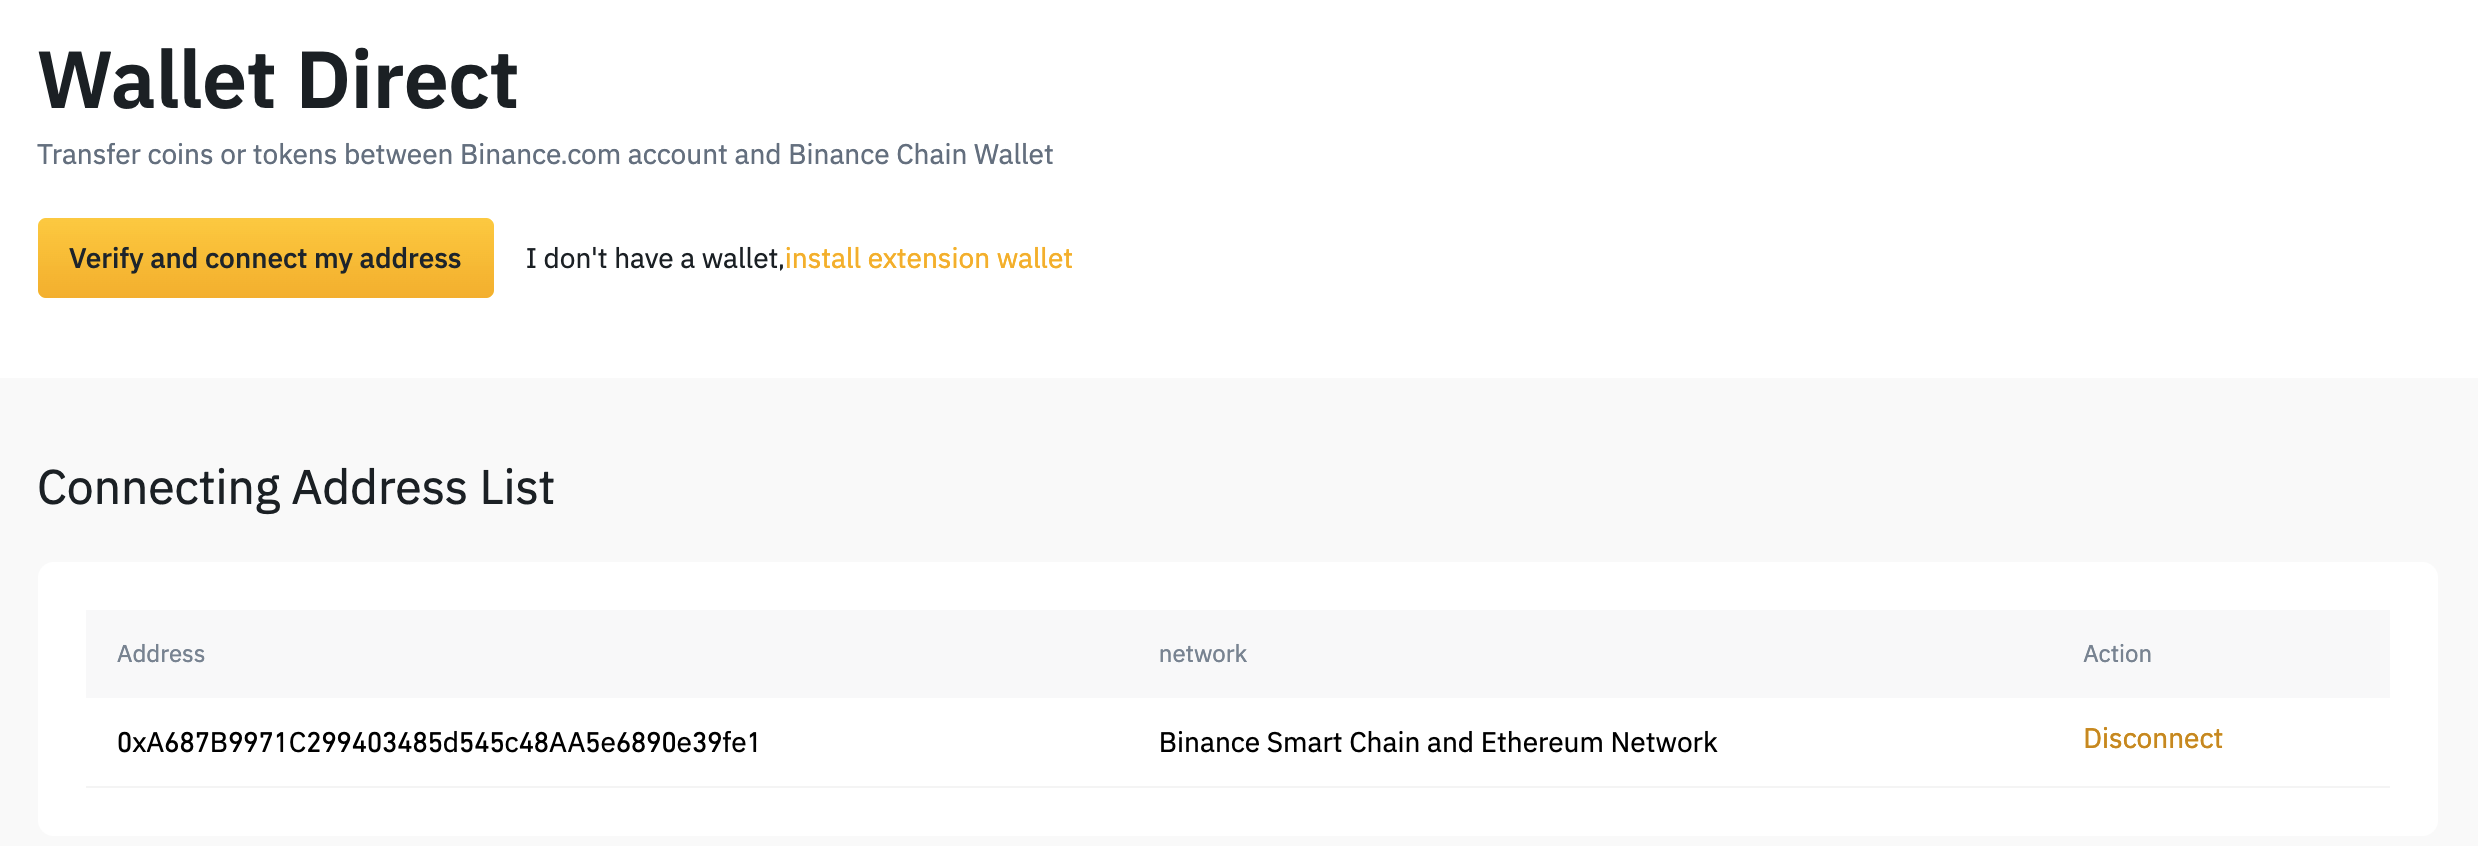 Wallet Direct
Transfer coins or tokens between Binance.com account and Binance Chain Wallet
Verify and connect my address I don't have a wallet,install extension wallet
Connecting Address List
Address network Action
0xA687B9971C299403485d545c48AA5e6890e39fe1 Binance Smart Chain and Ethereum Network Disconnect